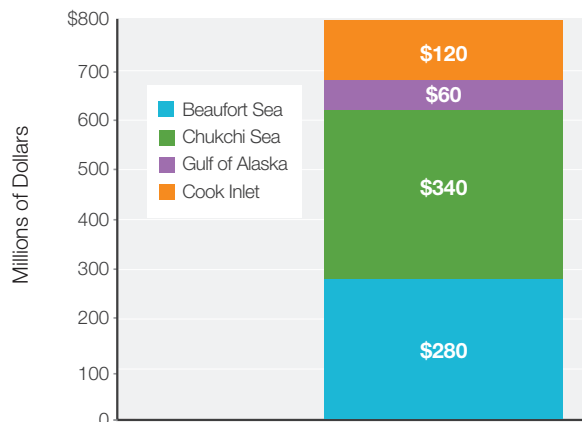 Millions of Dollars
$800
700
600
500
400
300
200
100
0
Beaufort Sea
Chukchi Sea
Gulf of Alaska
Cook Inlet
$120
$60
$340
$280